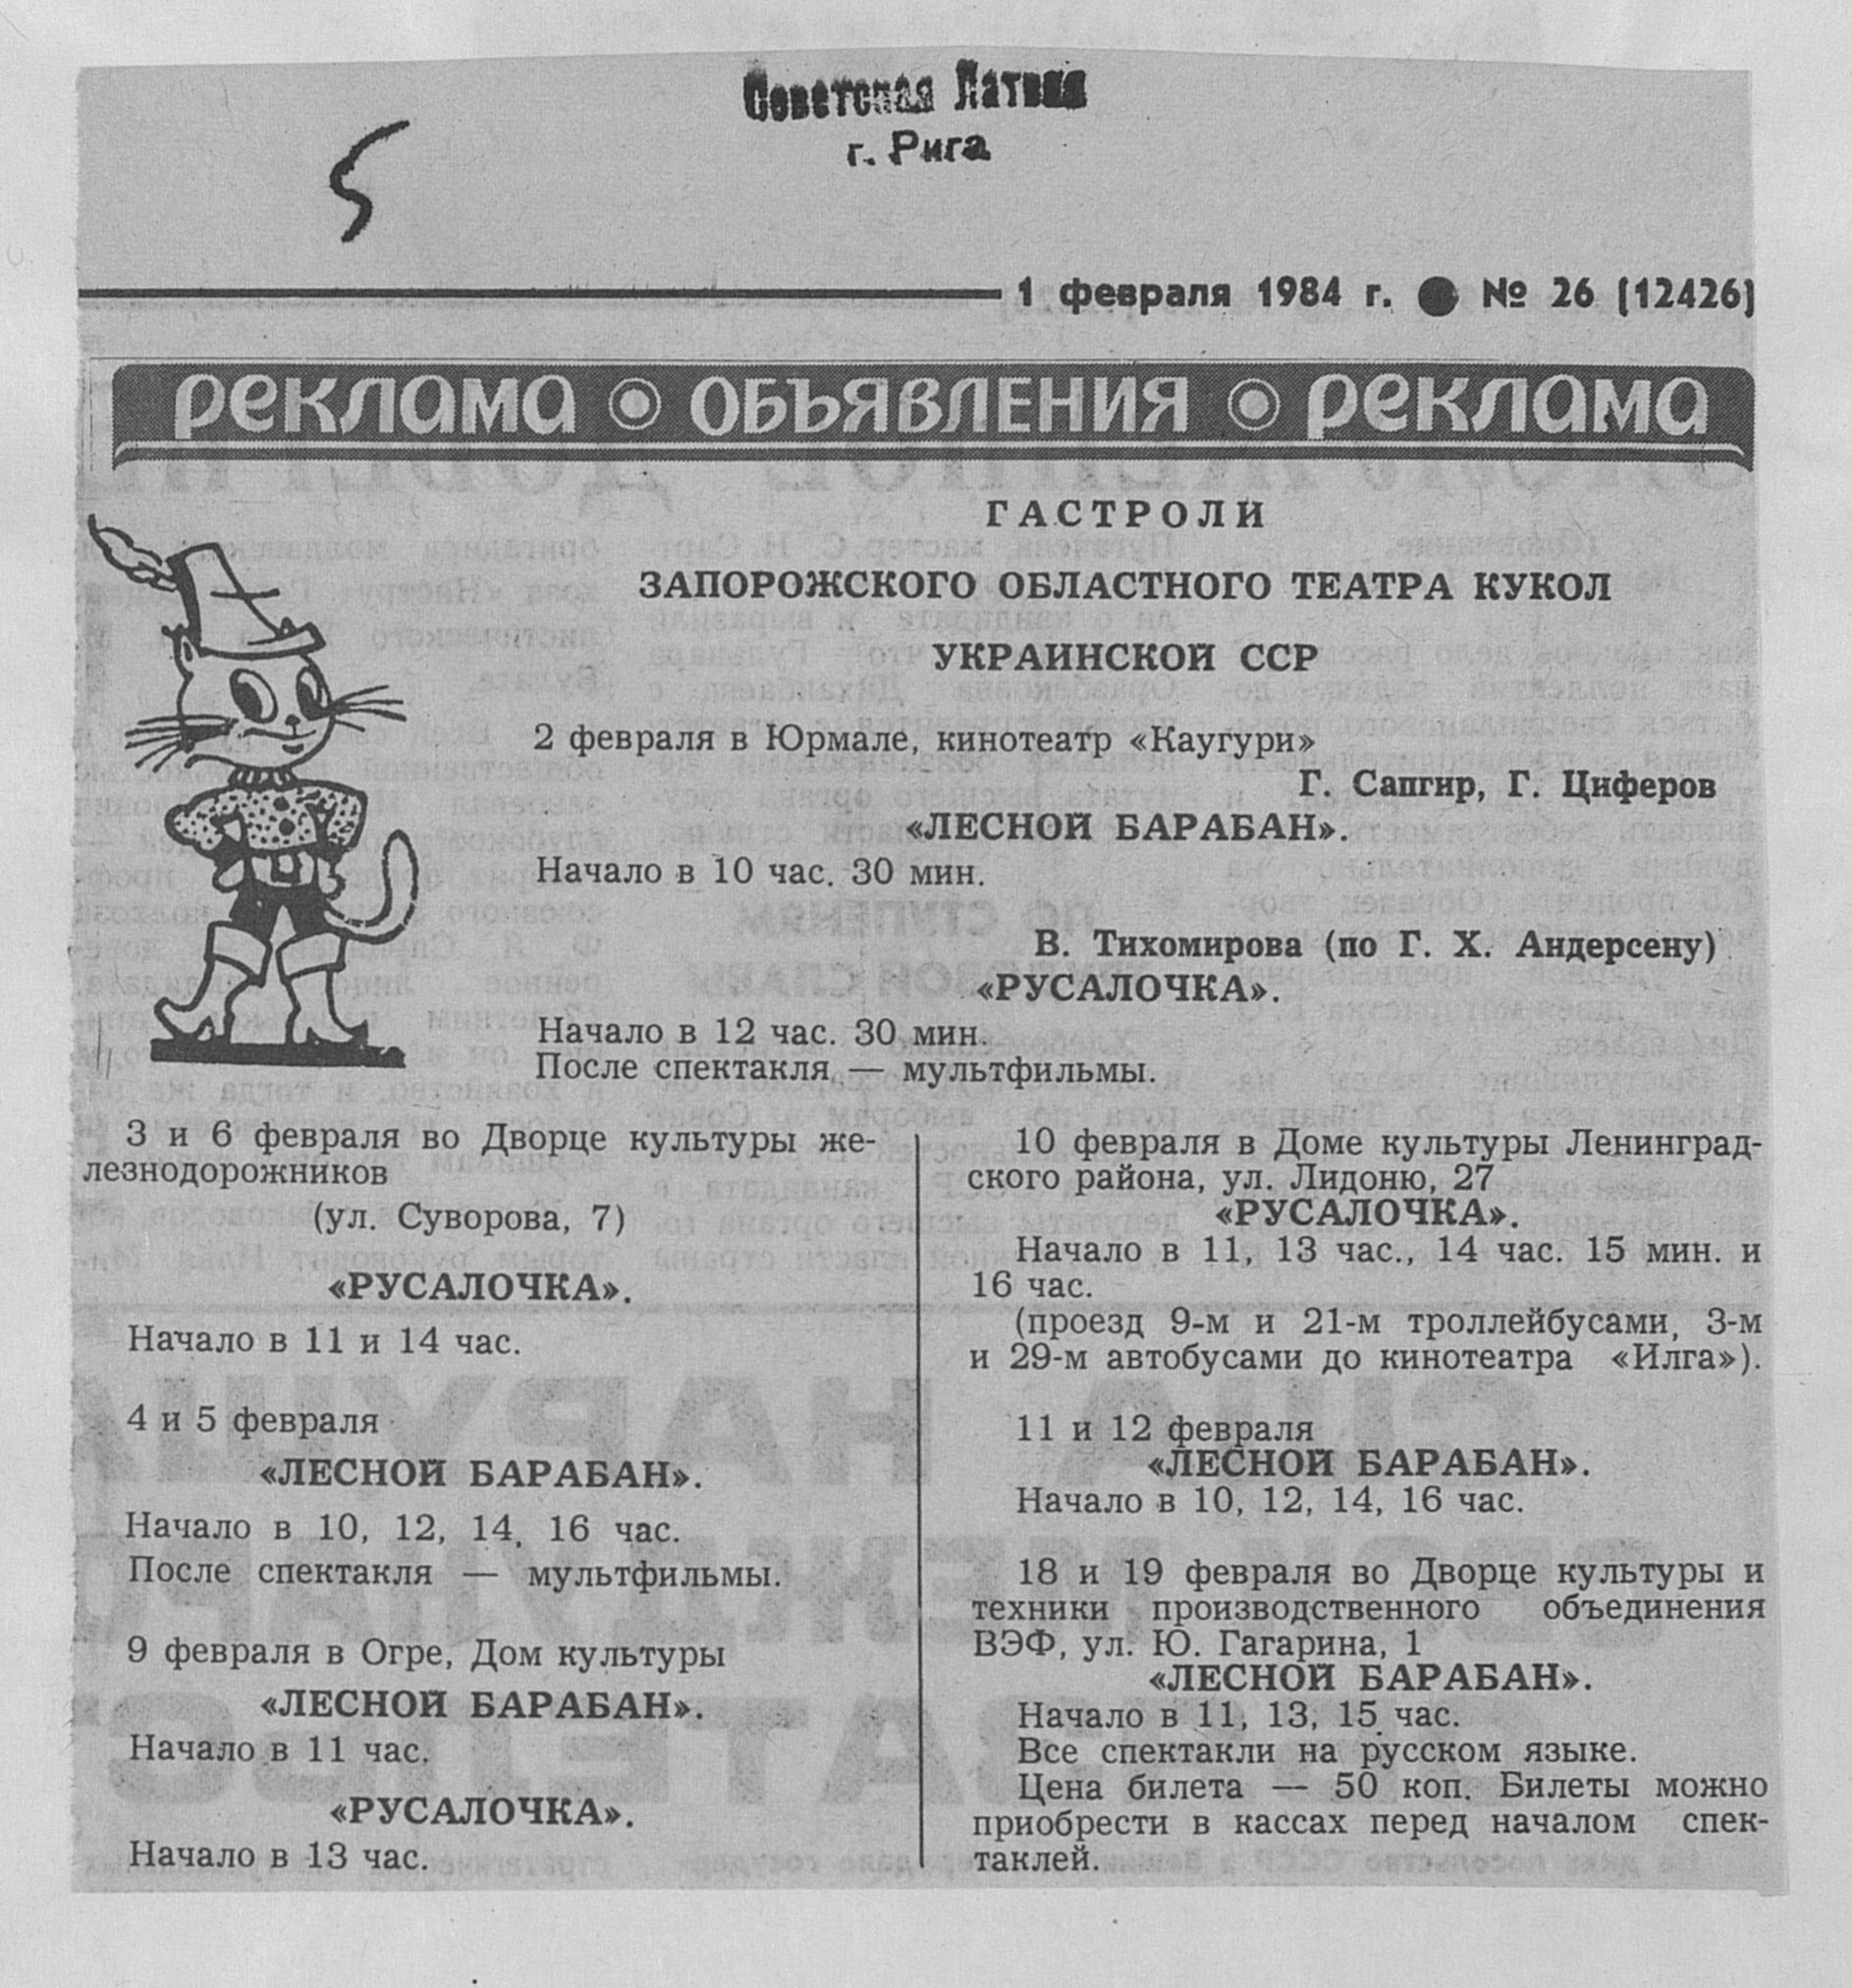 5
Советская Латвия
г. Рига
1 февраля 1984 г. ● № 26 (12426)
реклама ОБЪЯВЛЕНИЯ реклама
ГАСТРОЛИ
ЗАПОРОЖСКОГО ОБЛАСТНОГО ТЕАТРА КУКОЛ
УКРАИНСКОЙ ССР
2 февраля в Юрмале, кинотеатр «Каугури»
Г. Сапгир, Г. Циферов
«ЛЕСНОЙ БАРАБАН».
Начало в 10 час. 30 мин.
В. Тихомирова (по Г. Х. Андерсену)
«РУСАЛОЧКА».
Начало в 12 час. 30 мин.
После спектакля — мультфильмы.
3 и 6 февраля во Дворце культуры же-
лезнодорожников
(ул. Суворова, 7)
«РУСАЛОЧКА».
Начало в 11 и 14 час.
4 и 5 февраля
«ЛЕСНОЙ БАРАБАН».
Начало в 10, 12, 14, 16 час.
После спектакля — мультфильмы.
9 февраля в Огре, Дом культуры
«ЛЕСНОЙ БАРАБАН».
Начало в 11 час.
«РУСАЛОЧКА».
Начало в 13 час.
10 февраля в Доме культуры Ленинград-
ского района, ул. Лидоню, 27
«РУСАЛОЧКА».
Начало в 11, 13 час., 14 час. 15 мин. и
16 час.
(проезд 9-м и 21-м троллейбусами, 3-м
и 29-м автобусами до кинотеатра «Илга»).
11 и 12 февраля
«ЛЕСНОЙ БАРАБАН».
Начало в 10, 12, 14, 16 час.
18 и 19 февраля во Дворце культуры и
техники производственного объединения
ВЭФ, ул. Ю. Гагарина, 1
«ЛЕСНОЙ БАРАБАН».
Начало в 11, 13, 15 час.
Все спектакли на русском языке.
Цена билета — 50 коп. Билеты можно
приобрести в кассах перед началом спек-
таклей.